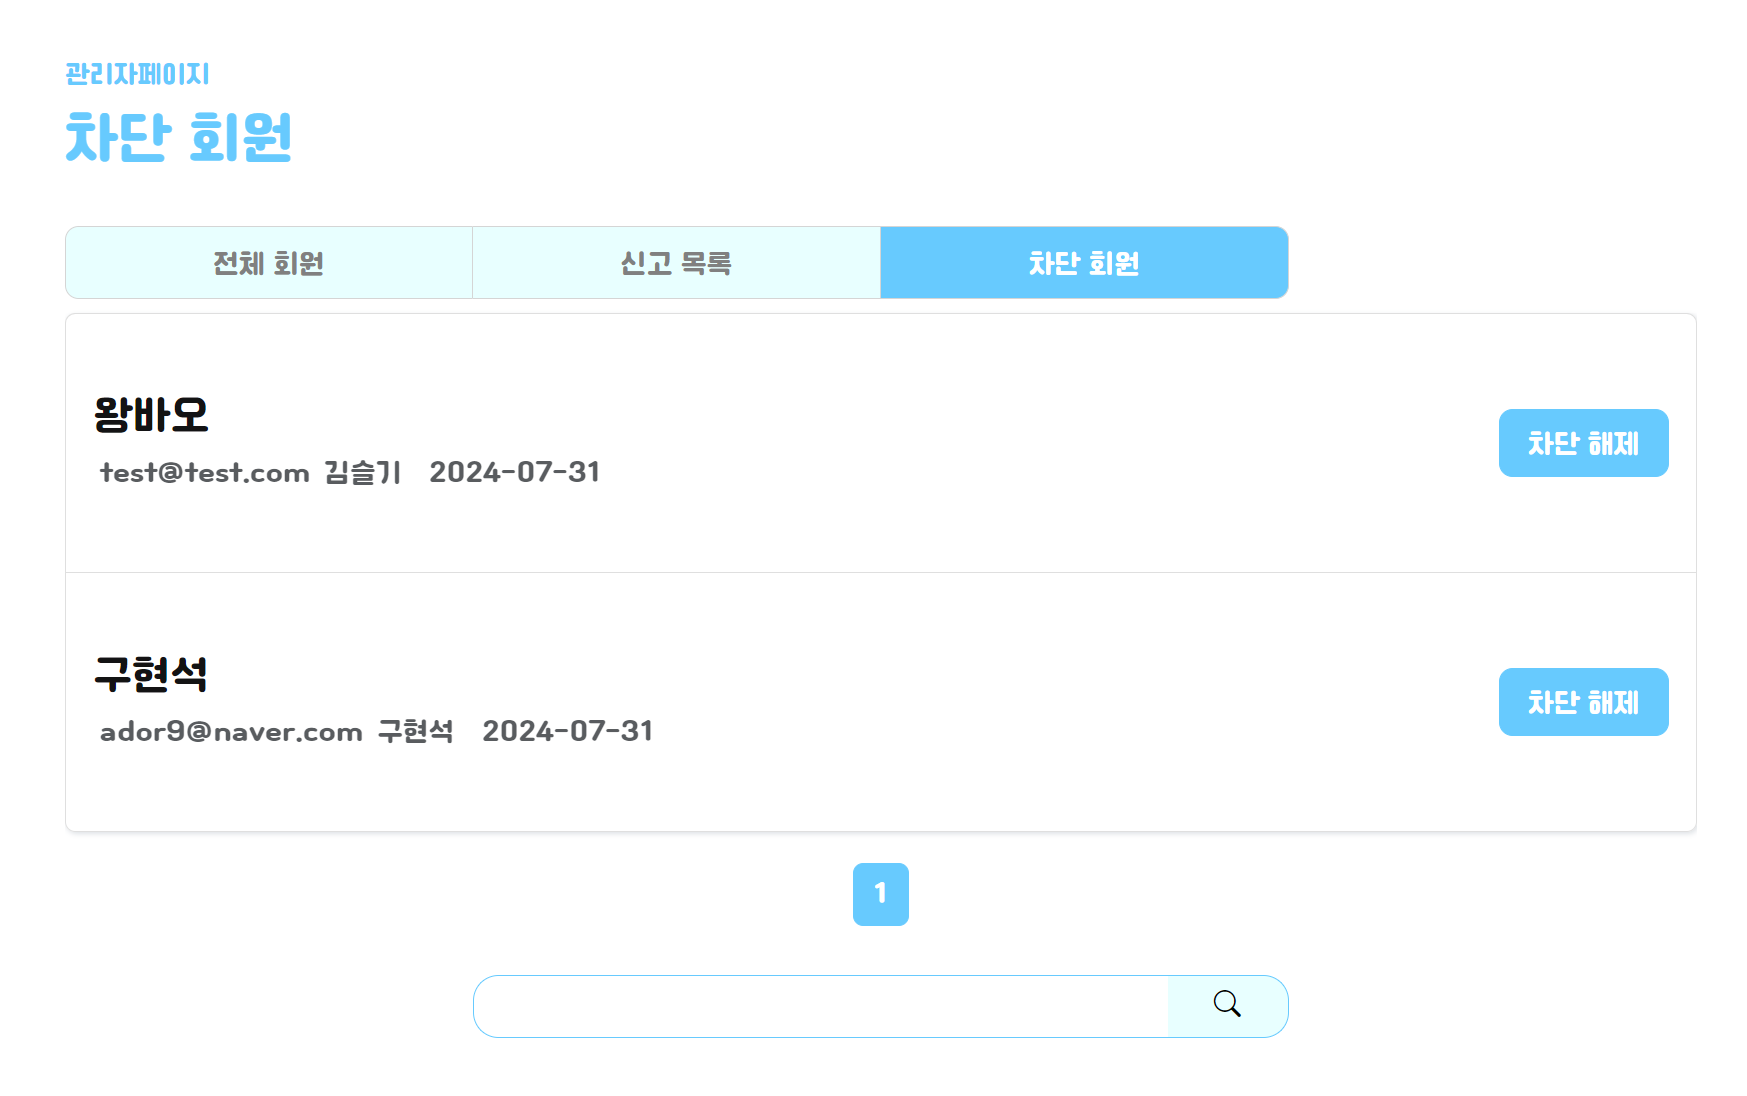 관리자페이지
차단 회원
전체 회원 신고 목록 차단 회원
왕바오
test@test.com 김슬기 2024-07-31
차단 해제
구현석
ador9@naver.com 구현석 2024-07-31
차단 해제
1